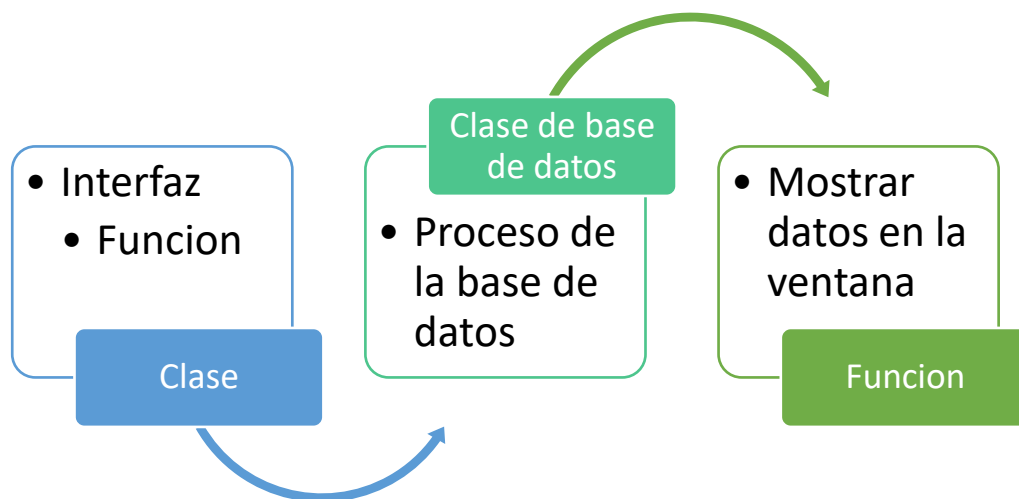 • Interfaz
• Funcion
Clase
Clase de base
de datos
• Proceso de
la base de
datos
• Mostrar
datos en la
ventana
Funcion